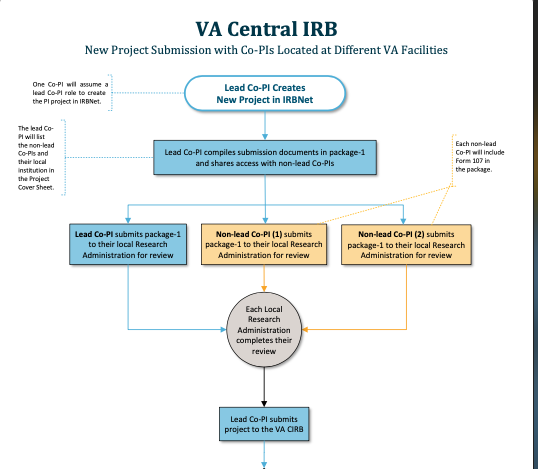 VA Central IRB
New Project Submission with Co-PIs Located at Different VA Facilities
One Co-PI will assume a
lead Co-PI role to create
the PI project in IRBNet.
Lead Co-PI Creates
New Project in IRBNet
The lead Co-
PI will list
the non-lead
Co-PIs and
their local
institution in
the Project
Cover Sheet.
Lead Co-PI compiles submission documents in package-1
and shares access with non-lead Co-PIs
Each non-lead
Co-PI will include
Form 107 in
the package.
Lead Co-PI submits package-1
to their local Research
Administration for review
Non-lead Co-PI (1) submits
package-1 to their local Research
Administration for review
Non-lead Co-PI (2) submits
package-1 to their local Research
Administration for review
Each Local
Research
Administration
completes their
review
Lead Co-PI submits
project to the VA CIRB